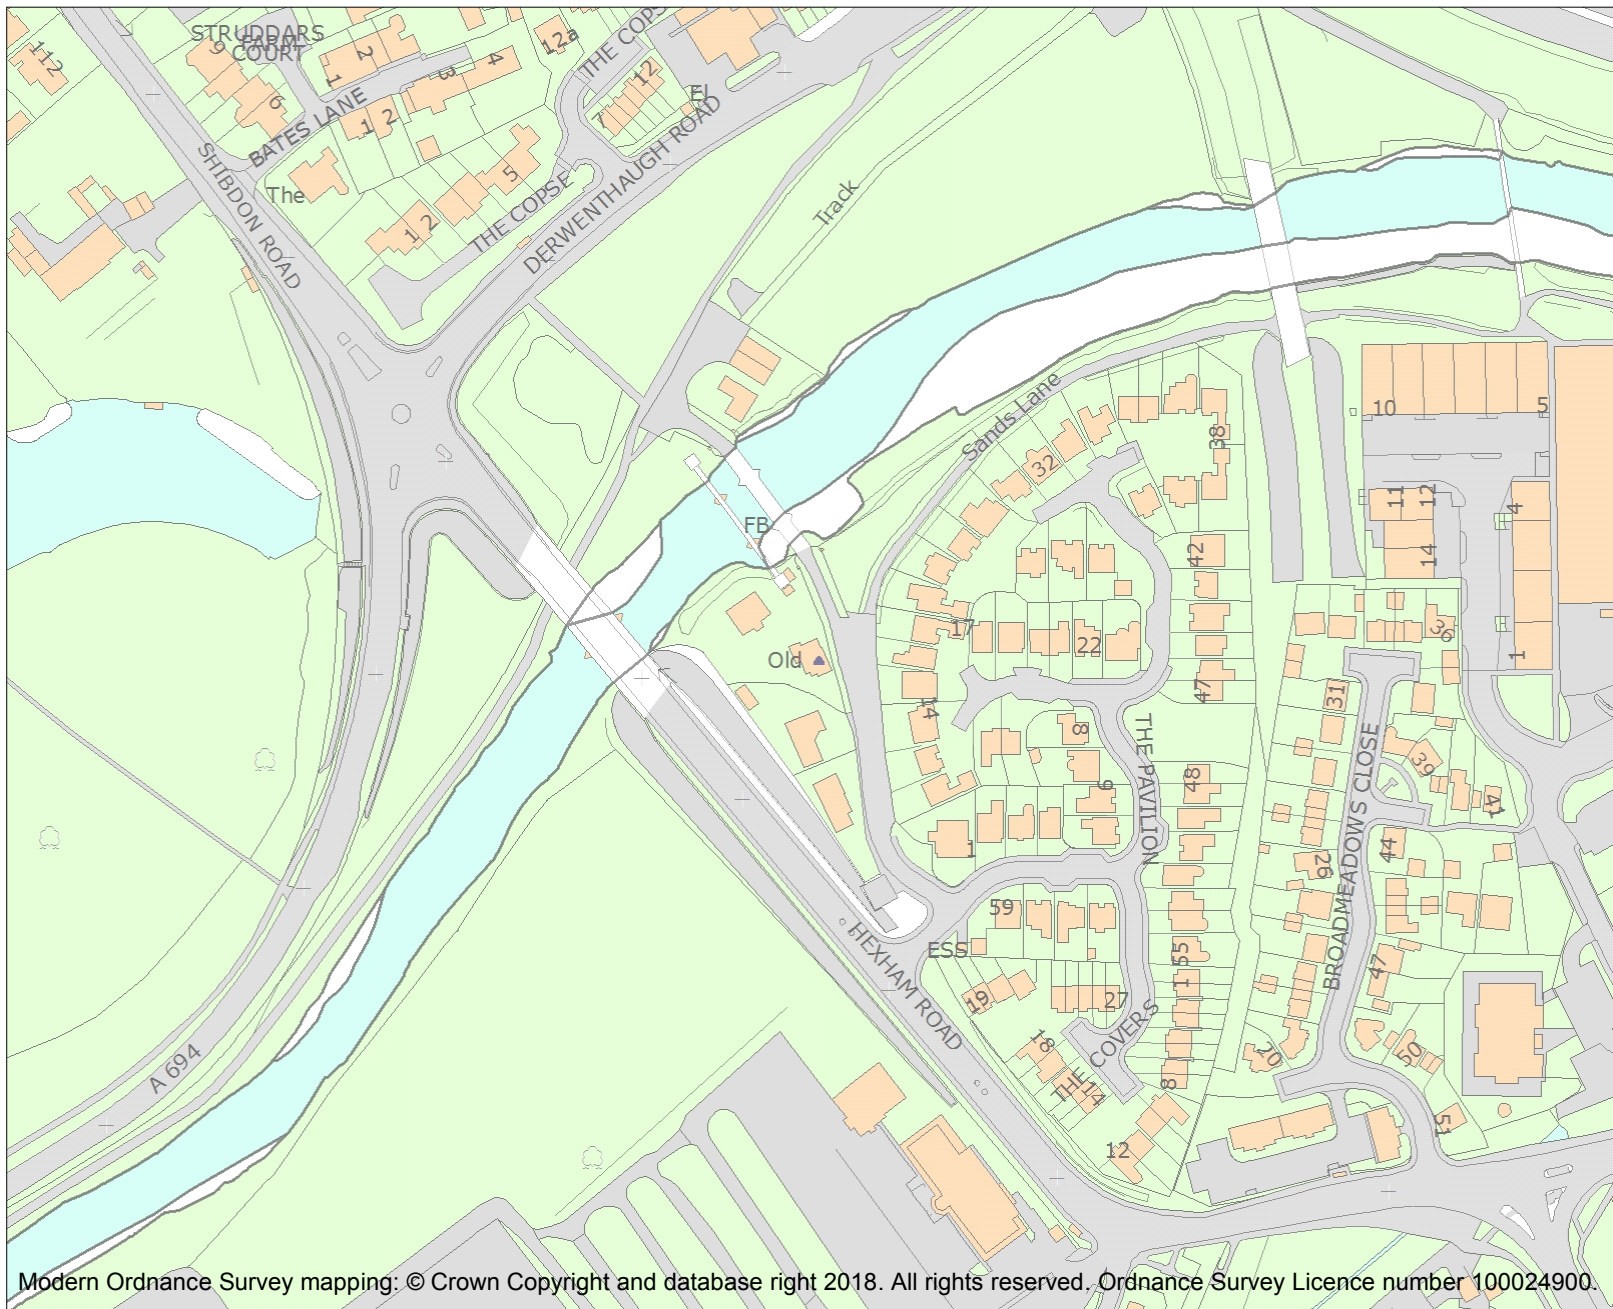 STRUDDARS
FARM
COURT
112
9
6
1
2
3
4
12a
THE COPSE
12
7
El
BATES LANE
1 2
5
SHIBDON ROAD
The
1 2
THE COPSE
DERWENTHAUGH ROAD
Track
Sands Lane
10
5
38
32
11
12
4
14
FB
42
17
22
36
Old
1
47
31
14
8
THE PAVILION
BROADMEADOWS CLOSE
39
48
9
41
1
44
26
59
ESS
HEXHAM ROAD
55
1
47
19
27
18
THE COVERS
20
50
A 694
14
8
51
12
Modern Ordnance Survey mapping: © Crown Copyright and database right 2018. All rights reserved. Ordnance Survey Licence number 100024900.